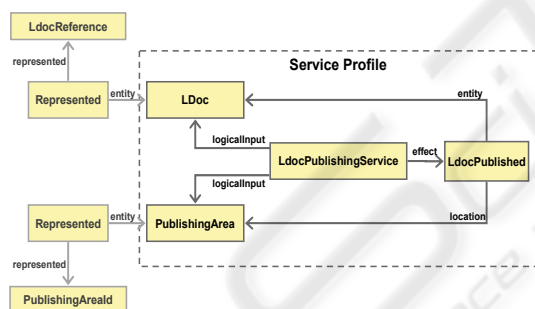 LdocReference
Service Profile
represented
Represented
entity
LDoc
entity
logicalInput
LdocPublishingService
effect
LdocPublished
logicalInput
Represented
entity
PublishingArea
location
represented
PublishingAreaId